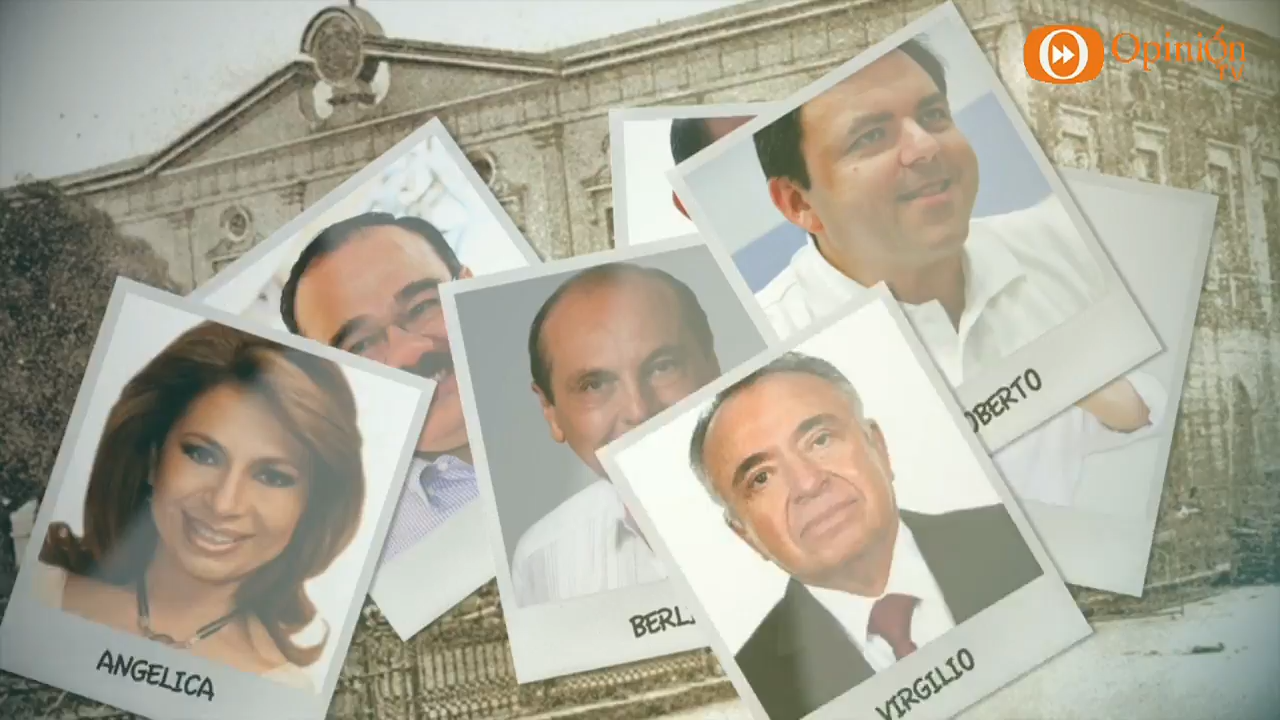 Opinión
TV
OBERTO
BERL
VIRGILIO
ANGELICA